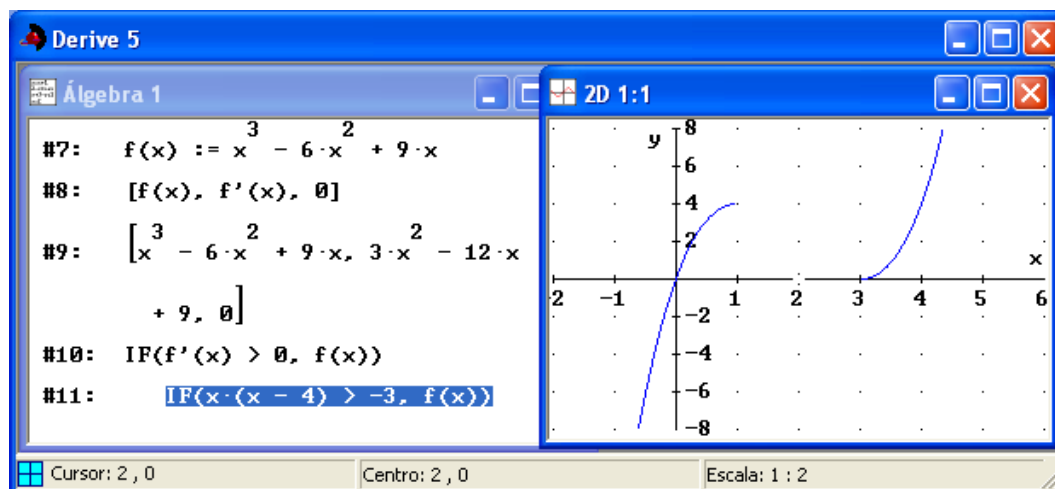 Derive 5
Álgebra 1
#7: f(x) := x³ - 6·x² + 9·x
#8: [f(x), f'(x), 0]
#9: [x³ - 6·x² + 9·x, 3·x² - 12·x
+ 9, 0]
#10: IF(f'(x) > 0, f(x))
#11: IF(x·(x - 4) > -3, f(x))
2D 1:1
y
8
6
4
2
x
-2 -1 1 2 3 4 5 6
-2
-4
-6
-8
Cursor: 2 , 0 Centro: 2 , 0 Escala: 1 : 2